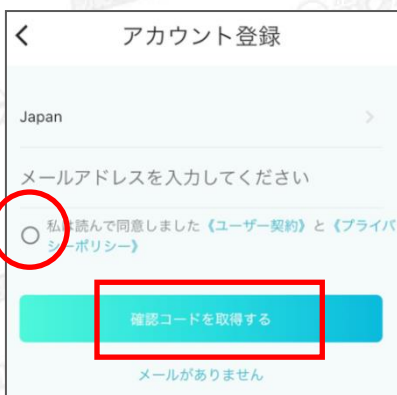 アカウント登録
Japan
メールアドレスを入力してください
私は読んで同意しました《ユーザー契約》と《プライバ
シーポリシー》
確認コードを取得する
メールがありません